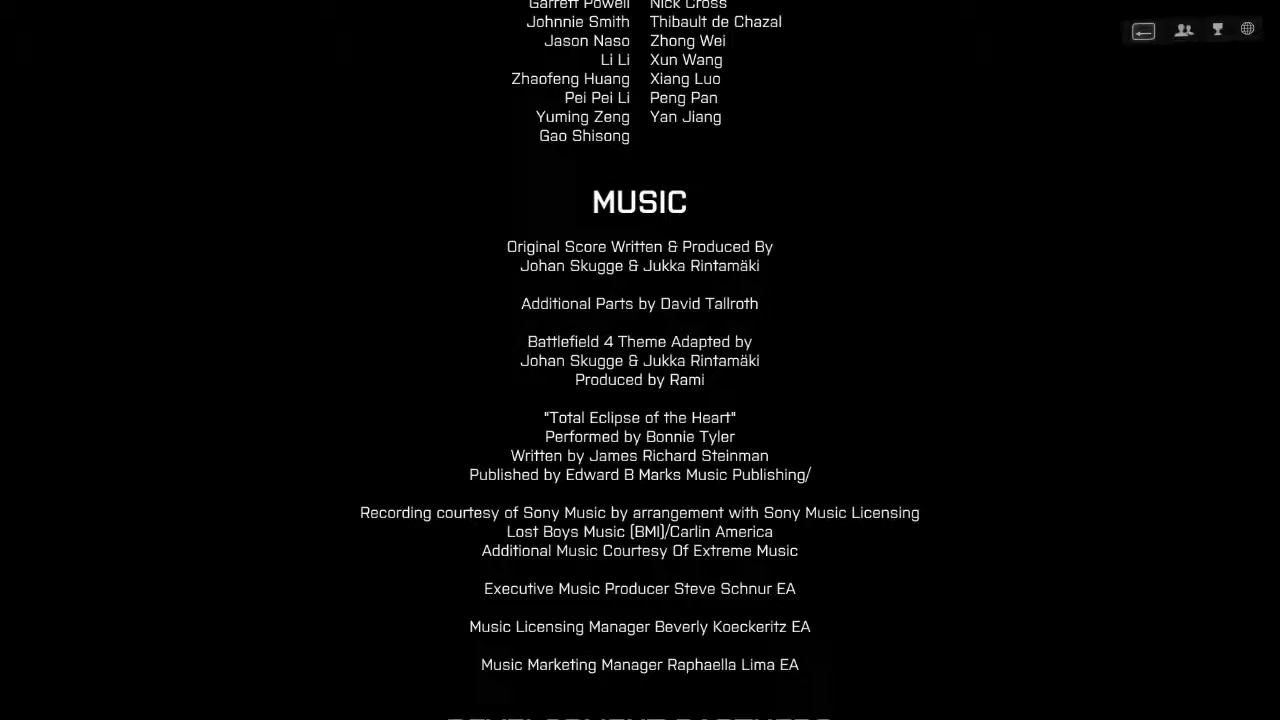 Garrett Powell Nick Cross
Johnnie Smith Thibault de Chazal
Jason Naso Zhong Wei
Li Li Xun Wang
Zhaofeng Huang Xiang Luo
Pei Pei Li Peng Pan
Yuming Zeng Yan Jiang
Gao Shisong
MUSIC
Original Score Written & Produced By
Johan Skugge & Jukka Rintamäki
Additional Parts by David Tallroth
Battlefield 4 Theme Adapted by
Johan Skugge & Jukka Rintamäki
Produced by Rami
"Total Eclipse of the Heart"
Performed by Bonnie Tyler
Written by James Richard Steinman
Published by Edward B Marks Music Publishing/
Recording courtesy of Sony Music by arrangement with Sony Music Licensing
Lost Boys Music (BMI)/Carlin America
Additional Music Courtesy Of Extreme Music
Executive Music Producer Steve Schnur EA
Music Licensing Manager Beverly Koeckeritz EA
Music Marketing Manager Raphaella Lima EA